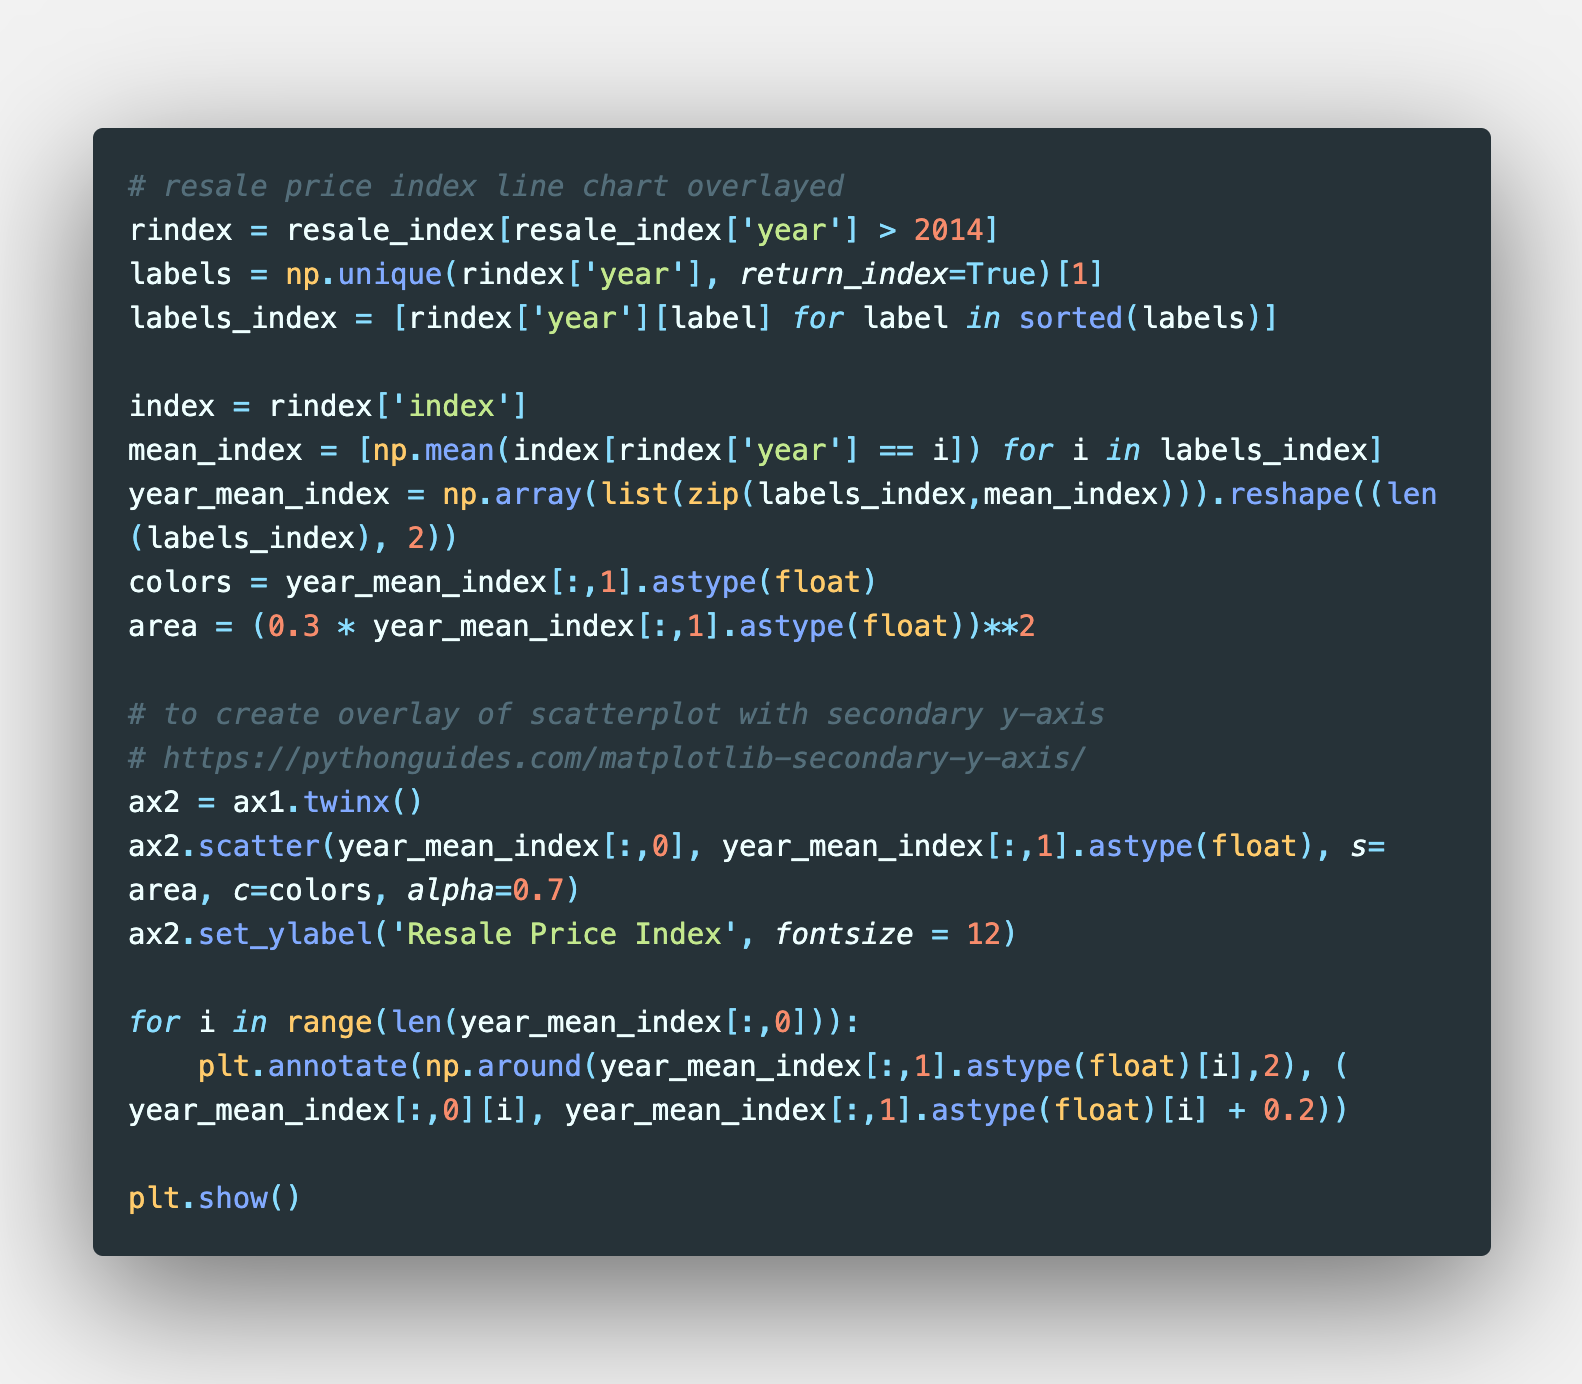 # resale price index line chart overlayed
rindex = resale_index[resale_index['year'] > 2014]
labels = np.unique(rindex['year'], return_index=True)[1]
labels_index = [rindex['year'][label] for label in sorted(labels)]

index = rindex['index']
mean_index = [np.mean(index[rindex['year'] == i]) for i in labels_index]
year_mean_index = np.array(list(zip(labels_index,mean_index))).reshape((len
(labels_index), 2))
colors = year_mean_index[:,1].astype(float)
area = (0.3 * year_mean_index[:,1].astype(float))**2

# to create overlay of scatterplot with secondary y-axis
# https://pythonguides.com/matplotlib-secondary-y-axis/
ax2 = ax1.twinx()
ax2.scatter(year_mean_index[:,0], year_mean_index[:,1].astype(float), s=
area, c=colors, alpha=0.7)
ax2.set_ylabel('Resale Price Index', fontsize = 12)

for i in range(len(year_mean_index[:,0])):
    plt.annotate(np.around(year_mean_index[:,1].astype(float)[i],2), (
year_mean_index[:,0][i], year_mean_index[:,1].astype(float)[i] + 0.2))

plt.show()